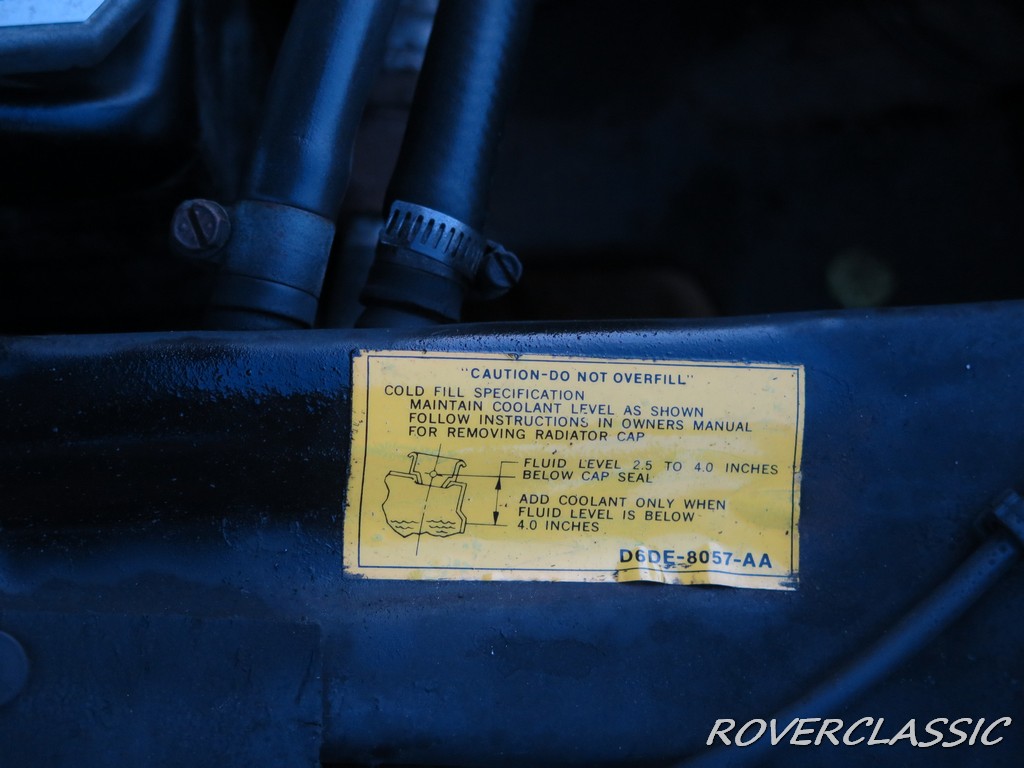 "CAUTION-DO NOT OVERFILL"
COLD FILL SPECIFICATION
MAINTAIN COOLANT LEVEL AS SHOWN
FOLLOW INSTRUCTIONS IN OWNERS MANUAL
FOR REMOVING RADIATOR CAP
FLUID LEVEL 2.5 TO 4.0 INCHES
BELOW CAP SEAL
ADD COOLANT ONLY WHEN
FLUID LEVEL IS BELOW
4.0 INCHES
D6DE-8057-AA
ROVERCLASSIC